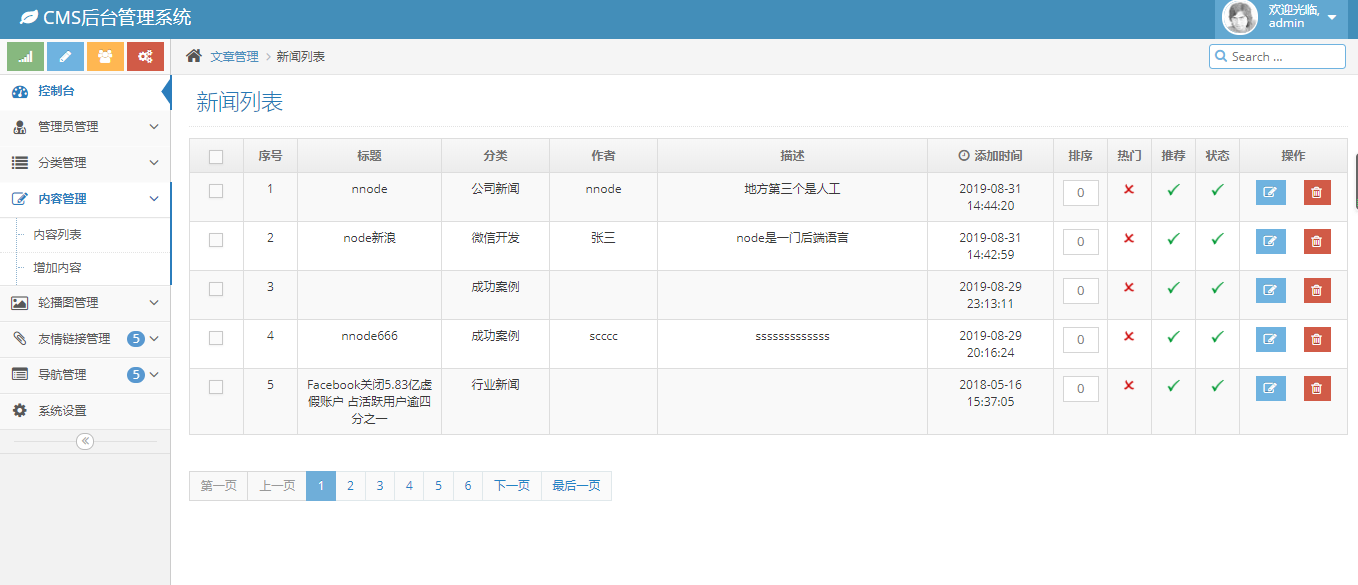 CMS后台管理系统
欢迎光临,
admin
文章管理 > 新闻列表
Search ...
控制台
管理员管理
分类管理
内容管理
内容列表
增加内容
轮播图管理
友情链接管理 5
导航管理 5
系统设置
新闻列表
序号 标题 分类 作者 描述 添加时间 排序 热门 推荐 状态 操作
1 nnode 公司新闻 nnode 地方第三个是人工 2019-08-31 0
14:44:20
2 node新浪 微信开发 张三 node是一门后端语言 2019-08-31 0
14:42:59
3 成功案例 2019-08-29 0
23:13:11
4 nnode666 成功案例 scccc sssssssssssss 2019-08-29 0
20:16:24
5 Facebook关闭5.83亿虚 行业新闻 2018-05-16 0
假账户 占活跃用户逾四 15:37:05
分之一
第一页 上一页 1 2 3 4 5 6 下一页 最后一页